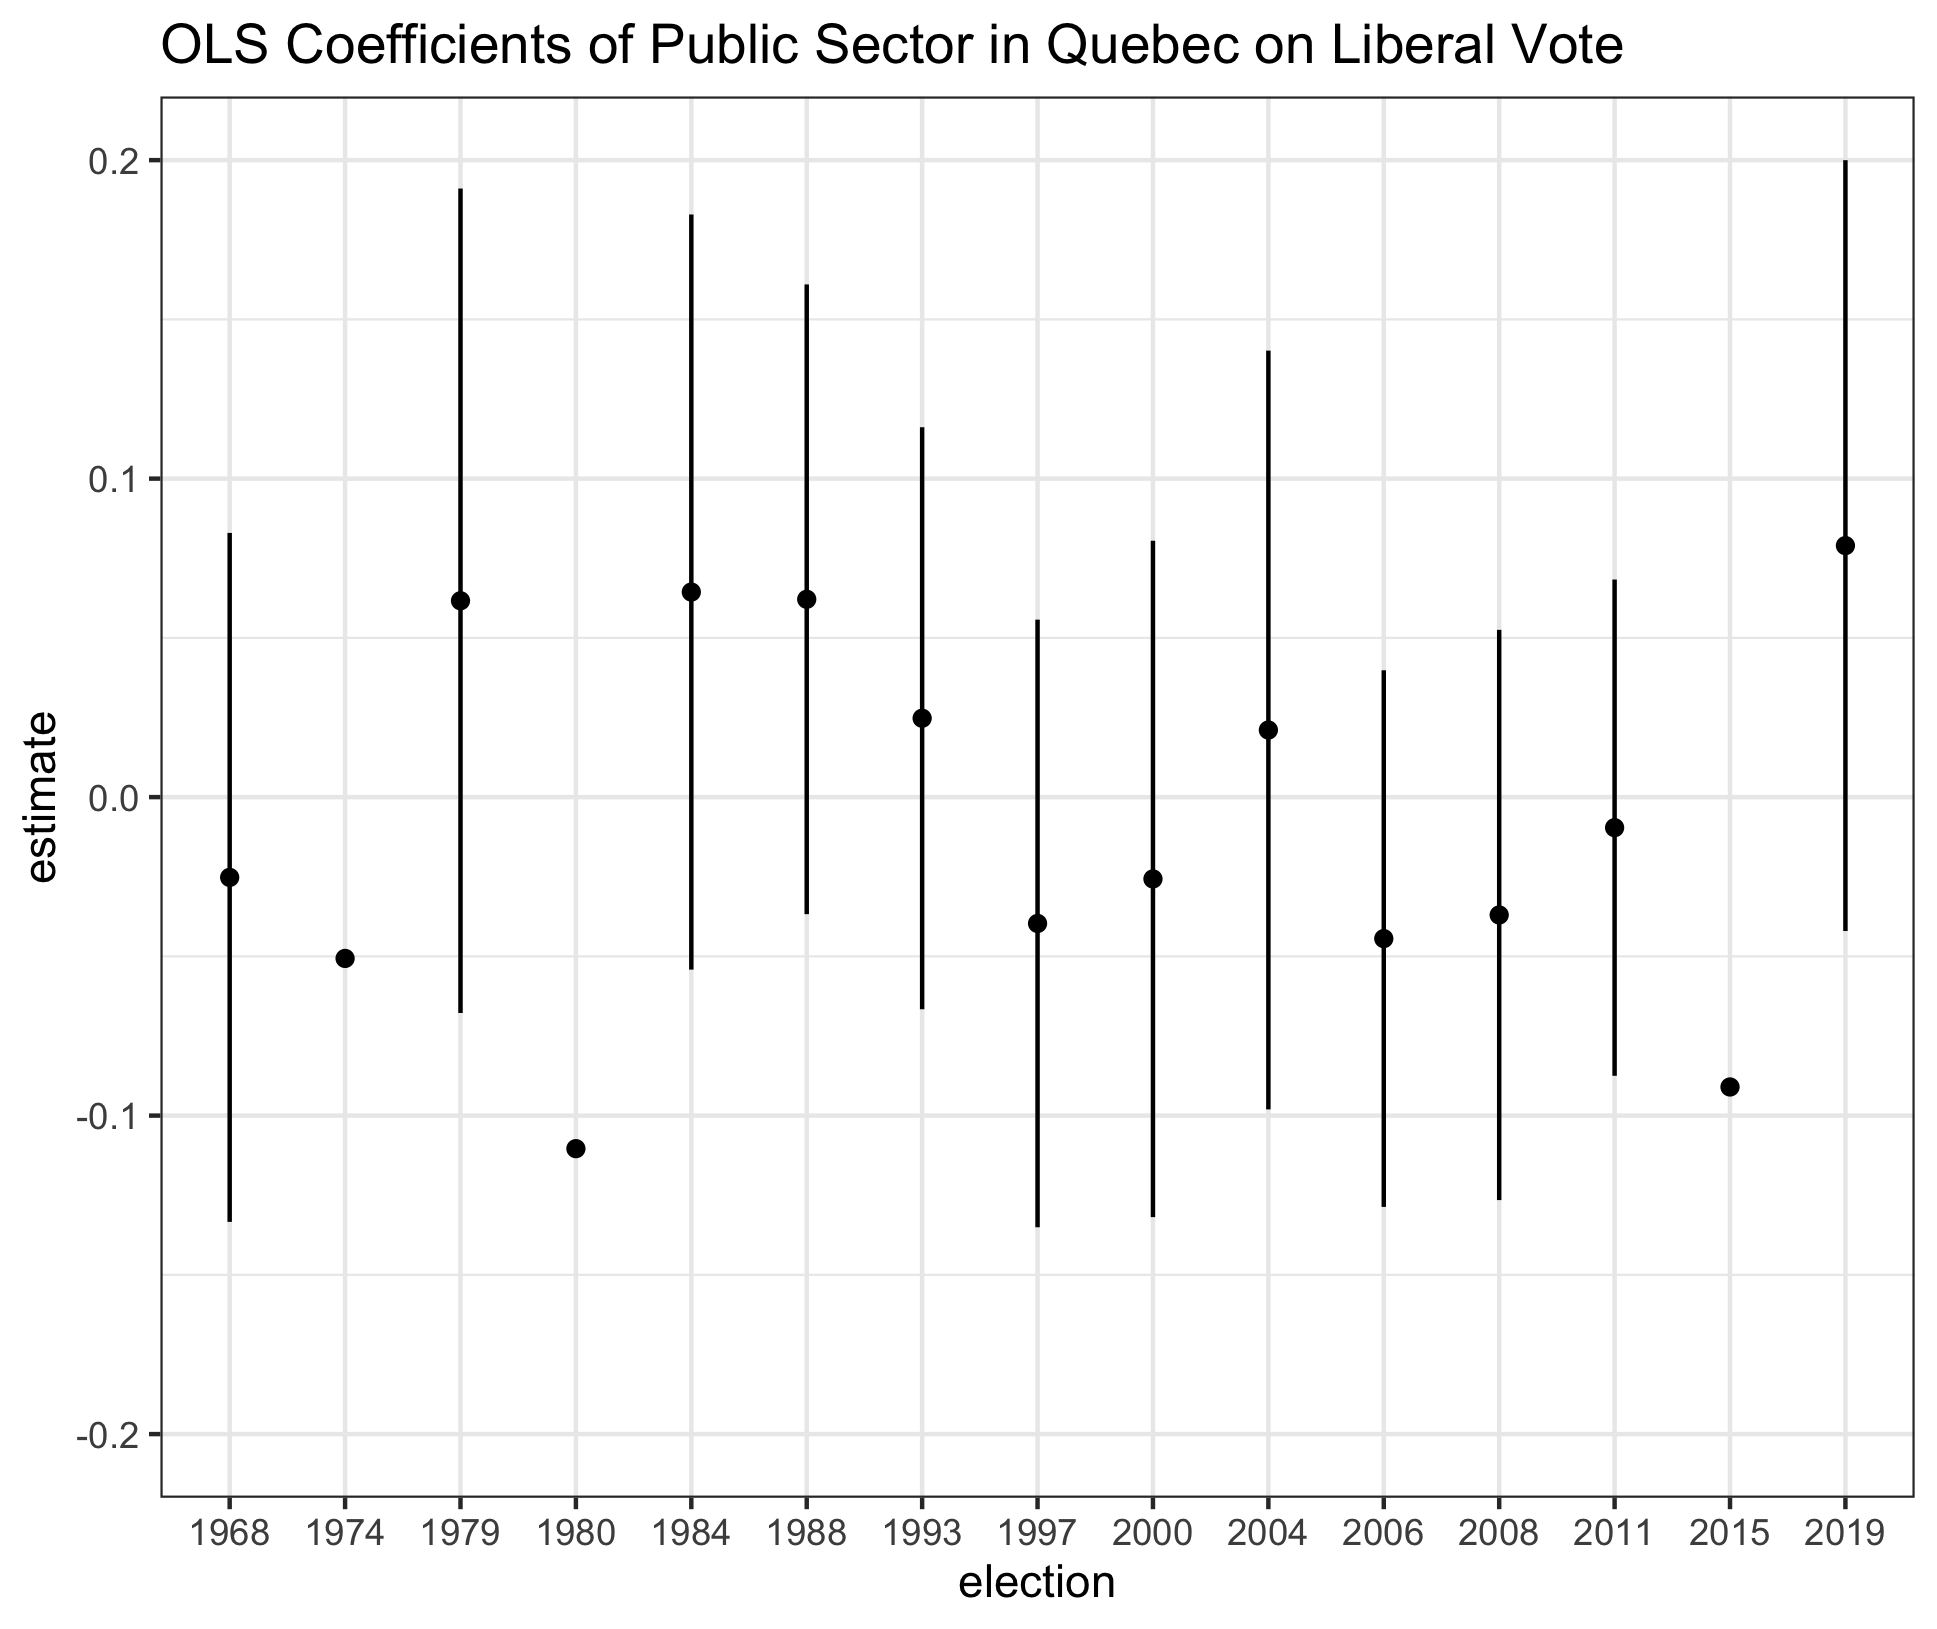 OLS Coefficients of Public Sector in Quebec on Liberal Vote
0.2
0.1
0.0
-0.1
-0.2
estimate
1968 1974 1979 1980 1984 1988 1993 1997 2000 2004 2006 2008 2011 2015 2019
election